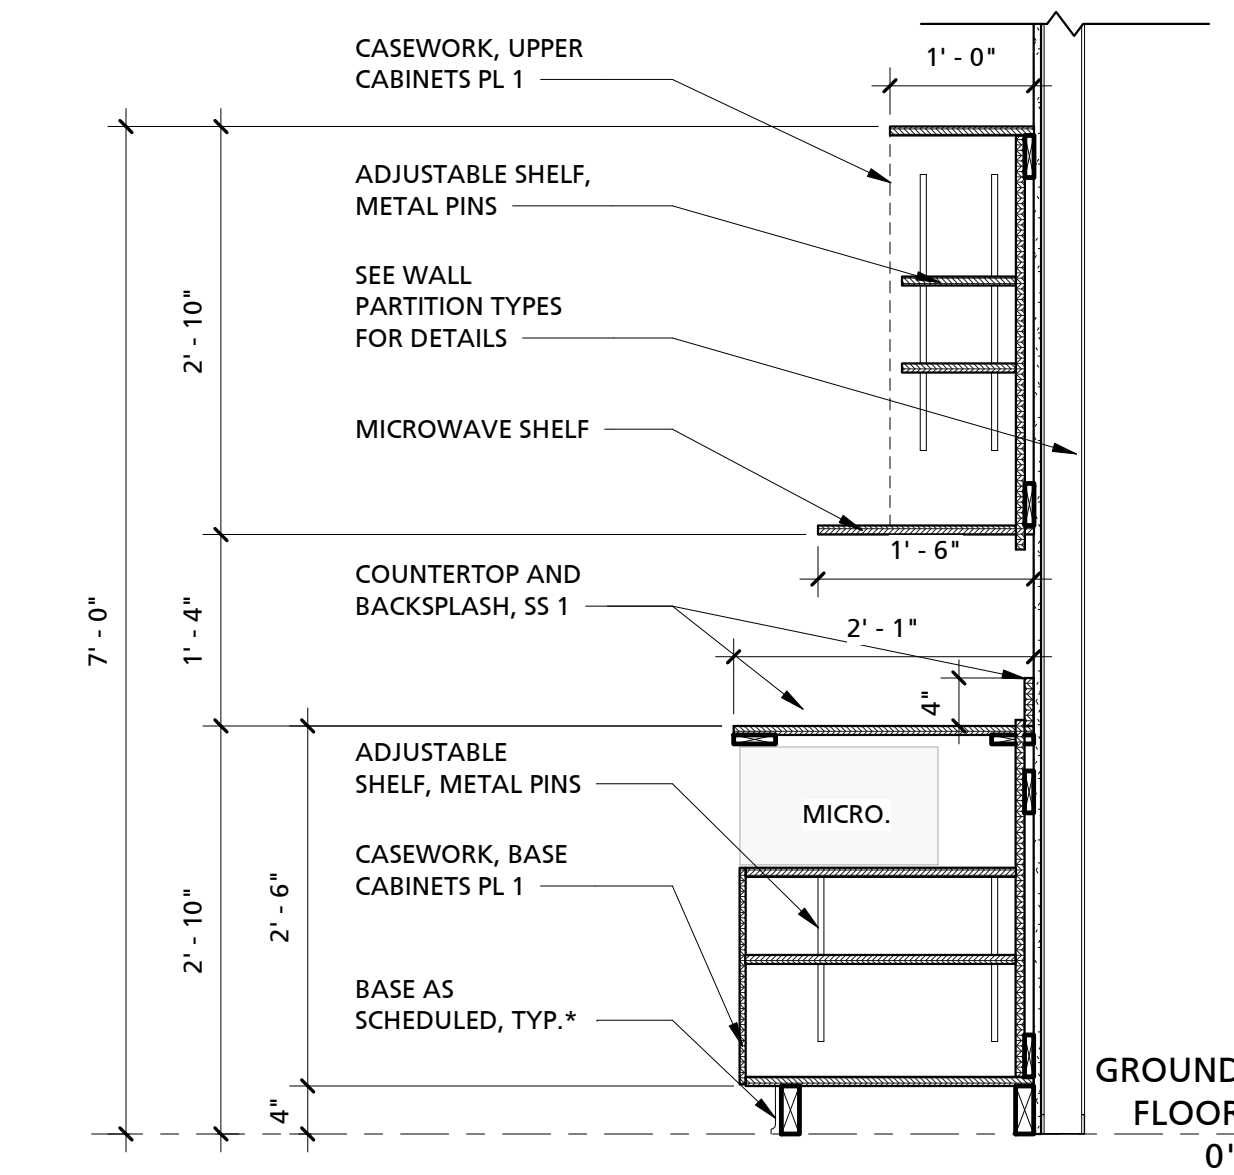 CASEWORK, UPPER
CABINETS PL 1
1' - 0"
ADJUSTABLE SHELF,
METAL PINS
SEE WALL
PARTITION TYPES
FOR DETAILS
2' - 10"
MICROWAVE SHELF
1' - 6"
COUNTERTOP AND
BACKSPLASH, SS 1
7' - 0"
1' - 4"
2' - 1"
4"
ADJUSTABLE
SHELF, METAL PINS
MICRO.
CASEWORK, BASE
CABINETS PL 1
2' - 10"
2' - 6"
BASE AS
SCHEDULED, TYP.*
4"
GROUND
FLOOR
0'